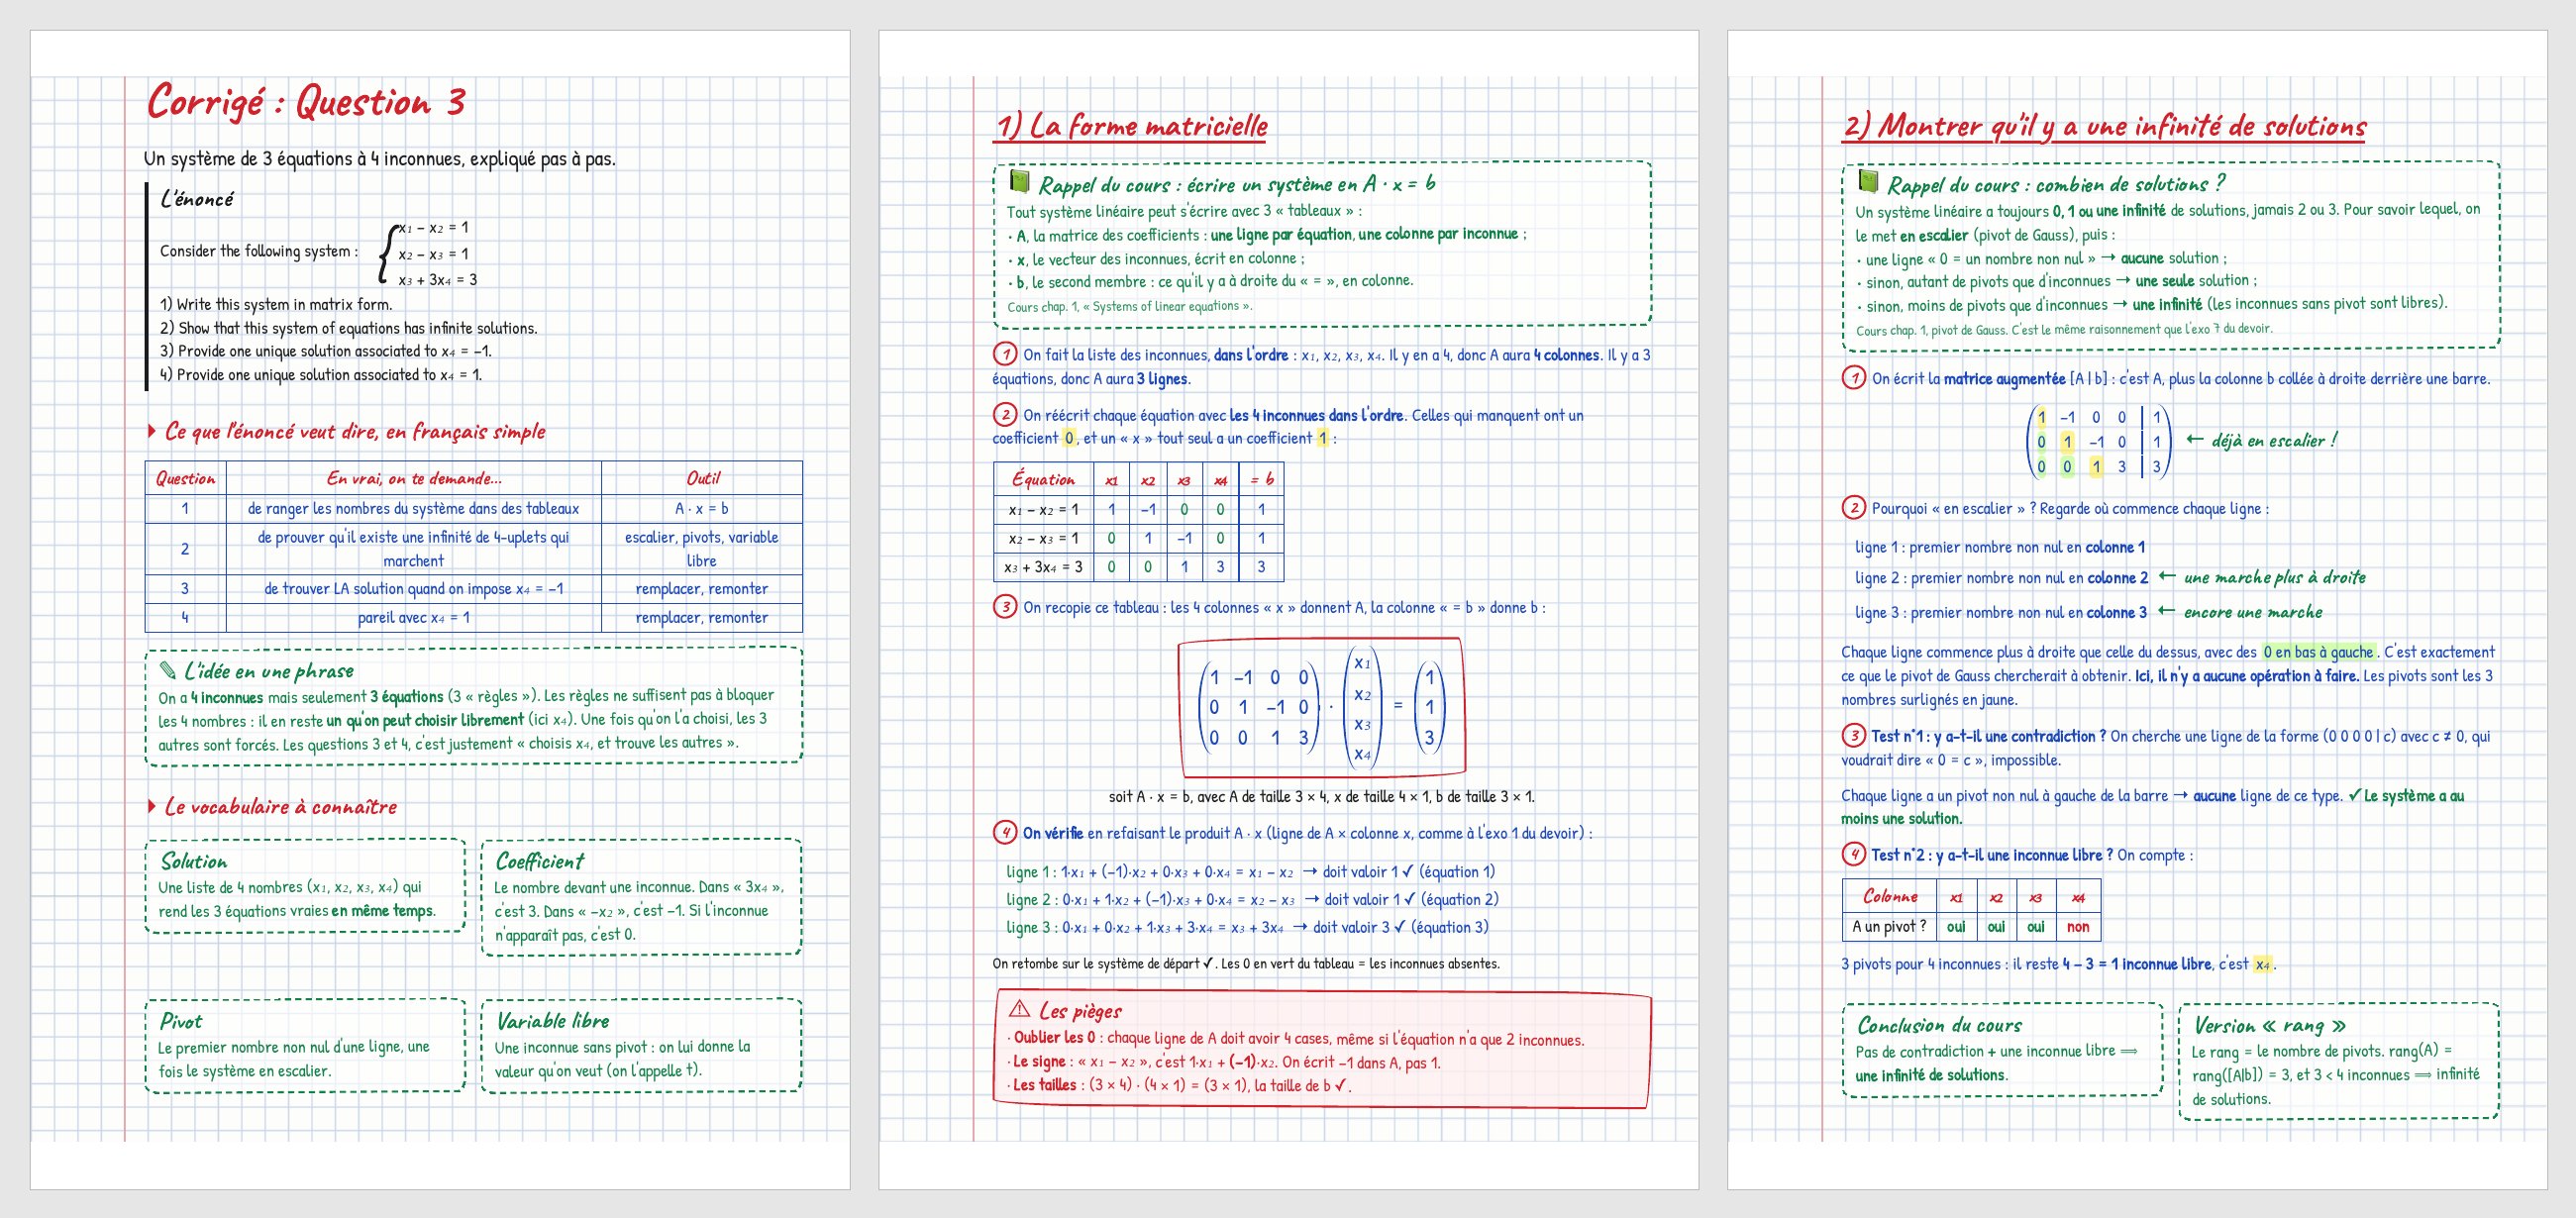 Corrigé : Question 3
Un système de 3 équations à 4 inconnues, expliqué pas à pas.
L'énoncé
Consider the following system :
x₁ − x₂ = 1
x₂ − x₃ = 1
x₃ + 3x₄ = 3
1) Write this system in matrix form.
2) Show that this system of equations has infinite solutions.
3) Provide one unique solution associated to x₄ = −1.
4) Provide one unique solution associated to x₄ = 1.
Ce que l'énoncé veut dire, en français simple
Question En vrai, on te demande... Outil
1 de ranger les nombres du système dans des tableaux A · x = b
2 de prouver qu'il existe une infinité de 4-uplets qui marchent escalier, pivots, variable libre
3 de trouver LA solution quand on impose x₄ = −1 remplacer, remonter
4 pareil avec x₄ = 1 remplacer, remonter
✎ L'idée en une phrase
On a 4 inconnues mais seulement 3 équations (3 « règles »). Les règles ne suffisent pas à bloquer
les 4 nombres : il en reste un qu'on peut choisir librement (ici x₄). Une fois qu'on l'a choisi, les 3
autres sont forcés. Les questions 3 et 4, c'est justement « choisis x₄, et trouve les autres ».
Le vocabulaire à connaître
Solution
Une liste de 4 nombres (x₁, x₂, x₃, x₄) qui
rend les 3 équations vraies en même temps.
Coefficient
Le nombre devant une inconnue. Dans « 3x₄ »,
c'est 3. Dans « −x₂ », c'est −1. Si l'inconnue
n'apparaît pas, c'est 0.
Pivot
Le premier nombre non nul d'une ligne, une
fois le système en escalier.
Variable libre
Une inconnue sans pivot : on lui donne la
valeur qu'on veut (on l'appelle t).
1) La forme matricielle
Rappel du cours : écrire un système en A · x = b
Tout système linéaire peut s'écrire avec 3 « tableaux » :
· A, la matrice des coefficients : une ligne par équation, une colonne par inconnue ;
· x, le vecteur des inconnues, écrit en colonne ;
· b, le second membre : ce qu'il y a à droite du « = », en colonne.
Cours chap. 1, « Systems of linear equations ».
1 On fait la liste des inconnues, dans l'ordre : x₁, x₂, x₃, x₄. Il y en a 4, donc A aura 4 colonnes. Il y a 3
équations, donc A aura 3 lignes.
2 On réécrit chaque équation avec les 4 inconnues dans l'ordre. Celles qui manquent ont un
coefficient 0, et un « x » tout seul a un coefficient 1 :
Équation x1 x2 x3 x4 = b
x₁ − x₂ = 1 1 −1 0 0 1
x₂ − x₃ = 1 0 1 −1 0 1
x₃ + 3x₄ = 3 0 0 1 3 3
3 On recopie ce tableau : les 4 colonnes « x » donnent A, la colonne « = b » donne b :
1 −1 0 0 x₁ 1
0 1 −1 0 · x₂ = 1
0 0 1 3 x₃ 3
x₄
soit A · x = b, avec A de taille 3 × 4, x de taille 4 × 1, b de taille 3 × 1.
4 On vérifie en refaisant le produit A · x (ligne de A × colonne x, comme à l'exo 1 du devoir) :
ligne 1 : 1·x₁ + (−1)·x₂ + 0·x₃ + 0·x₄ = x₁ − x₂ → doit valoir 1 ✓ (équation 1)
ligne 2 : 0·x₁ + 1·x₂ + (−1)·x₃ + 0·x₄ = x₂ − x₃ → doit valoir 1 ✓ (équation 2)
ligne 3 : 0·x₁ + 0·x₂ + 1·x₃ + 3·x₄ = x₃ + 3x₄ → doit valoir 3 ✓ (équation 3)
On retombe sur le système de départ ✓. Les 0 en vert du tableau = les inconnues absentes.
⚠ Les pièges
· Oublier les 0 : chaque ligne de A doit avoir 4 cases, même si l'équation n'a que 2 inconnues.
· Le signe : « x₁ − x₂ », c'est 1·x₁ + (−1)·x₂. On écrit −1 dans A, pas 1.
· Les tailles : (3 × 4) · (4 × 1) = (3 × 1), la taille de b ✓.
2) Montrer qu'il y a une infinité de solutions
Rappel du cours : combien de solutions ?
Un système linéaire a toujours 0, 1 ou une infinité de solutions, jamais 2 ou 3. Pour savoir lequel, on
le met en escalier (pivot de Gauss), puis :
· une ligne « 0 = un nombre non nul » → aucune solution ;
· sinon, autant de pivots que d'inconnues → une seule solution ;
· sinon, moins de pivots que d'inconnues → une infinité (les inconnues sans pivot sont libres).
Cours chap. 1, pivot de Gauss. C'est le même raisonnement que l'exo 7 du devoir.
1 On écrit la matrice augmentée [A | b] : c'est A, plus la colonne b collée à droite derrière une barre.
1 −1 0 0 | 1
0 1 −1 0 | 1 ← déjà en escalier !
0 0 1 3 | 3
2 Pourquoi « en escalier » ? Regarde où commence chaque ligne :
ligne 1 : premier nombre non nul en colonne 1
ligne 2 : premier nombre non nul en colonne 2 ← une marche plus à droite
ligne 3 : premier nombre non nul en colonne 3 ← encore une marche
Chaque ligne commence plus à droite que celle du dessus, avec des 0 en bas à gauche. C'est exactement
ce que le pivot de Gauss chercherait à obtenir. Ici, il n'y a aucune opération à faire. Les pivots sont les 3
nombres surlignés en jaune.
3 Test n°1 : y a-t-il une contradiction ? On cherche une ligne de la forme (0 0 0 0 | c) avec c ≠ 0, qui
voudrait dire « 0 = c », impossible.
Chaque ligne a un pivot non nul à gauche de la barre → aucune ligne de ce type. ✓ Le système a au
moins une solution.
4 Test n°2 : y a-t-il une inconnue libre ? On compte :
Colonne x1 x2 x3 x4
A un pivot ? oui oui oui non
3 pivots pour 4 inconnues : il reste 4 − 3 = 1 inconnue libre, c'est x₄.
Conclusion du cours
Pas de contradiction + une inconnue libre ⟹
une infinité de solutions.
Version « rang »
Le rang = le nombre de pivots. rang(A) =
rang([A|b]) = 3, et 3 < 4 inconnues ⟹ infinité
de solutions.